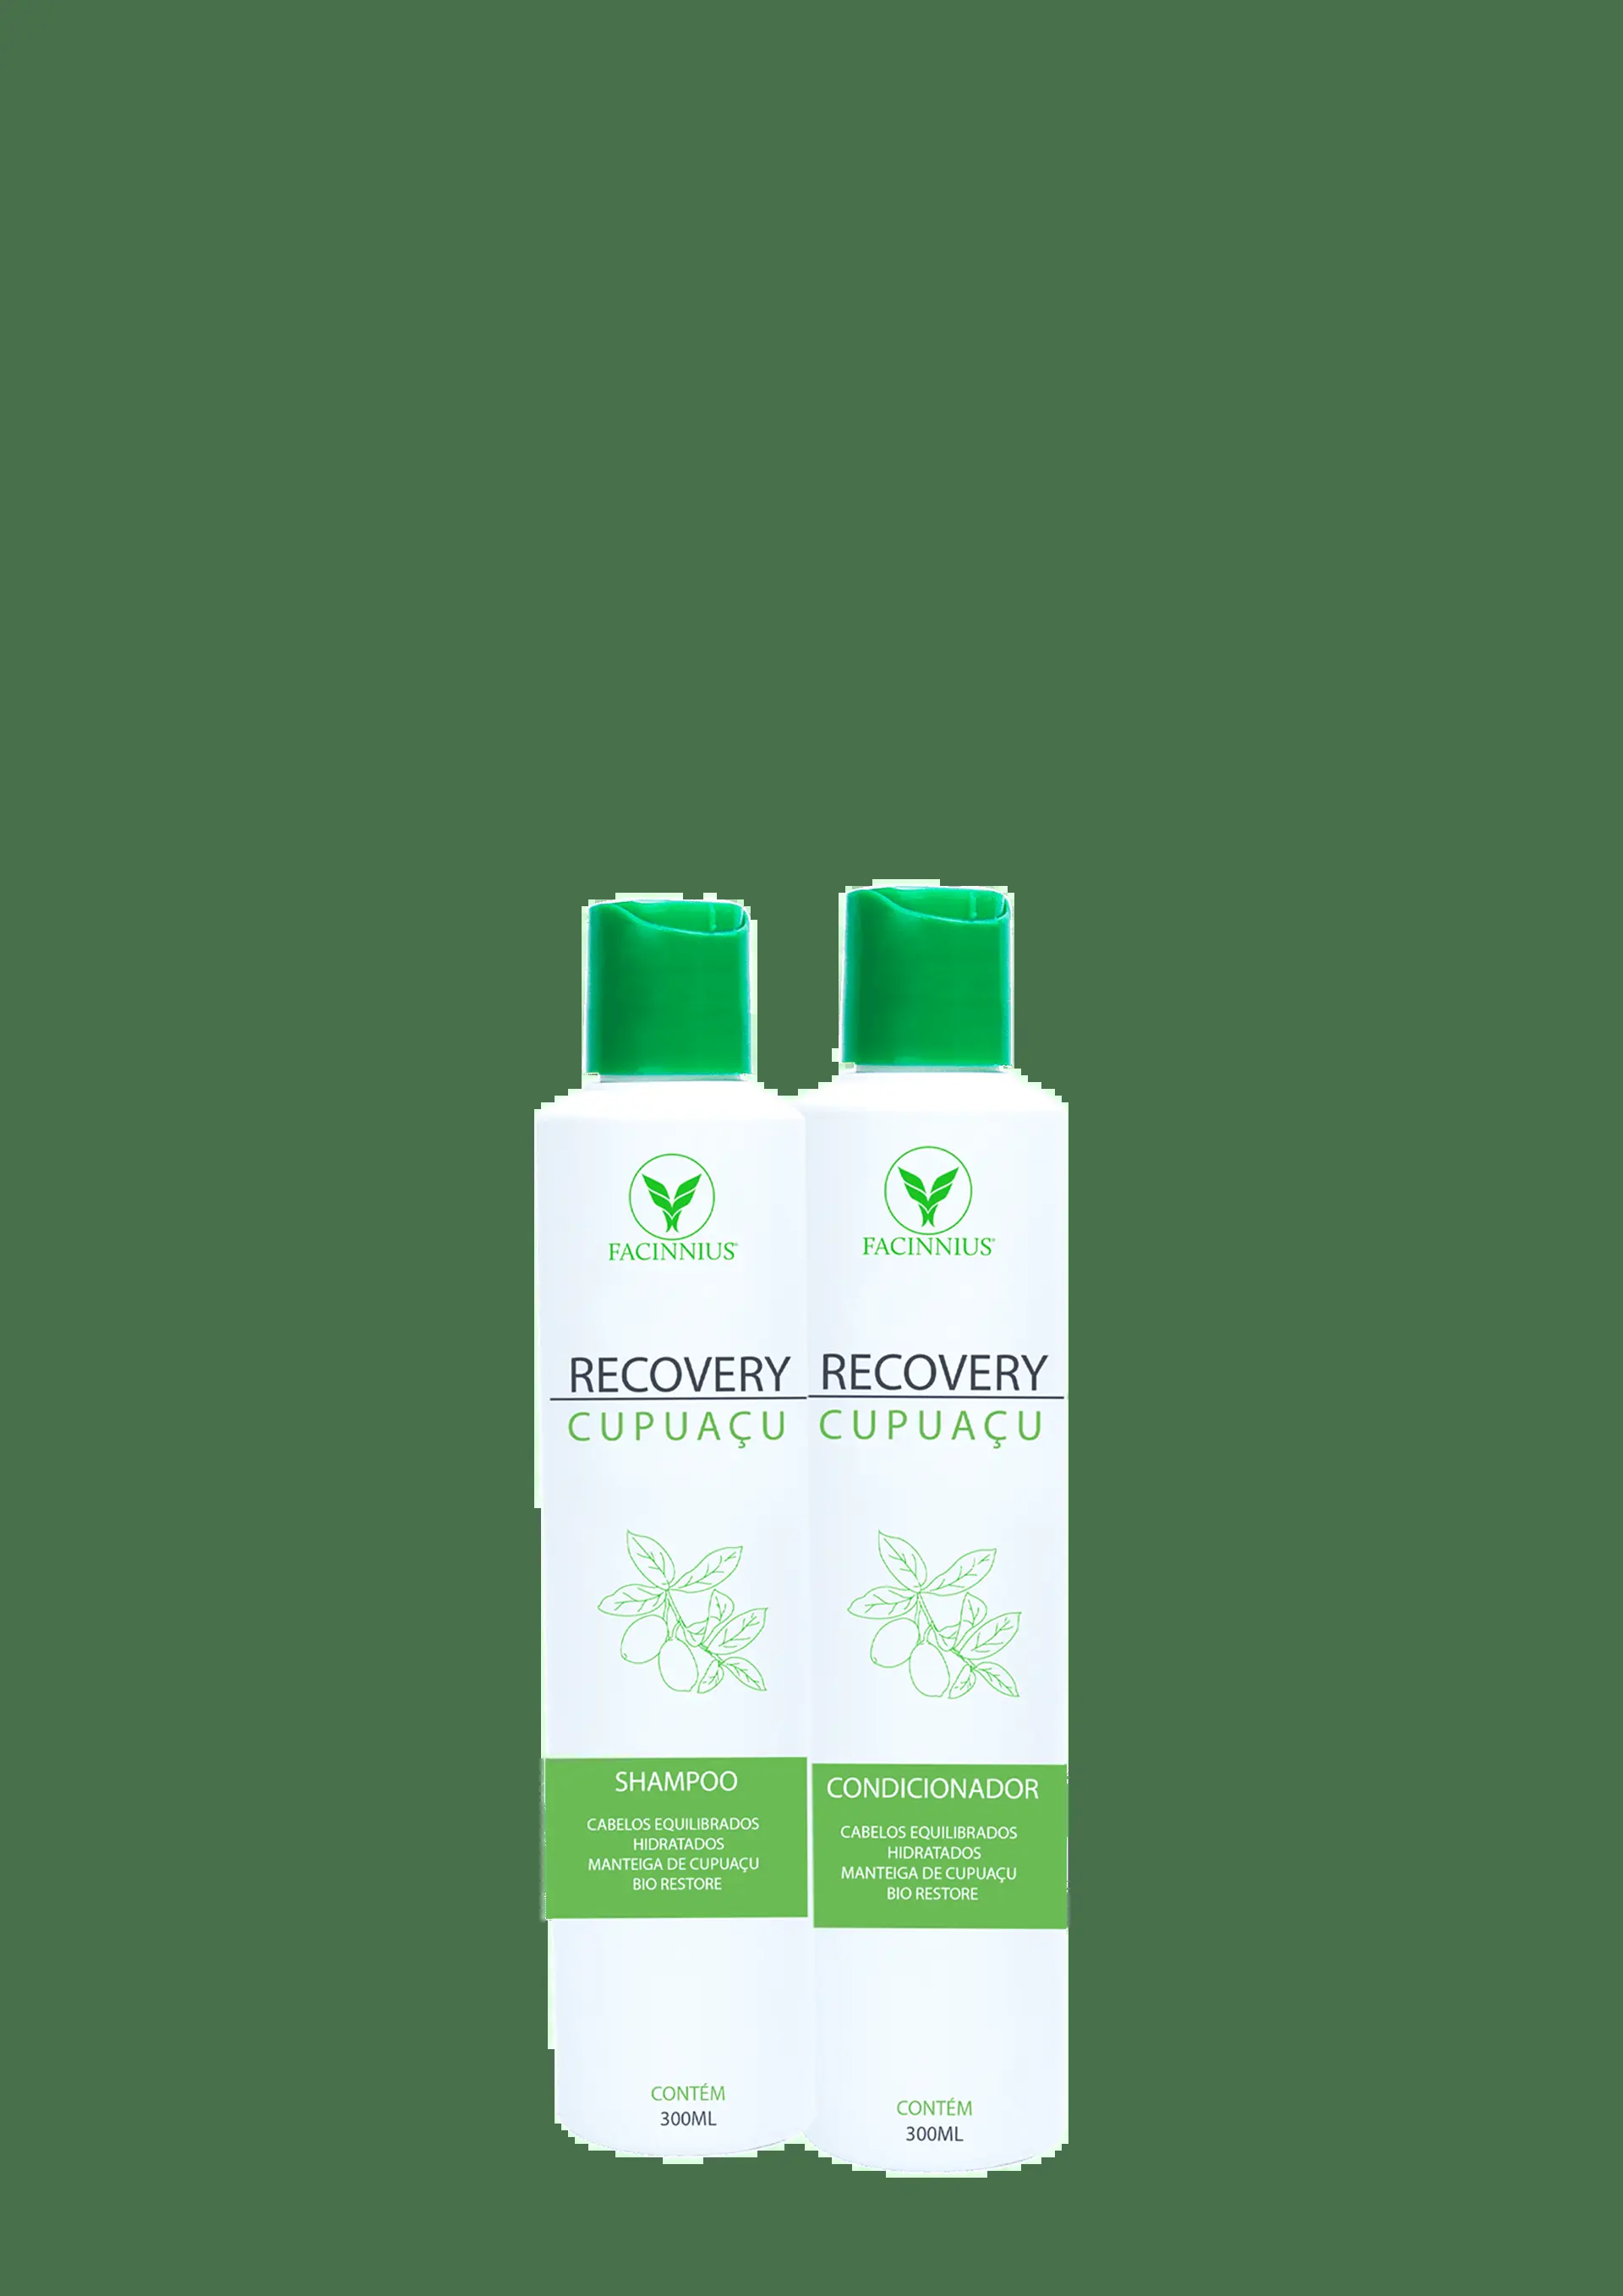 FACINNIUS®
RECOVERY
CUPUAÇU
SHAMPOO
CABELOS EQUILIBRADOS
HIDRATADOS
MANTEIGA DE CUPUAÇU
BIO RESTORE
CONTÉM
300ML
FACINNIUS®
RECOVERY
CUPUAÇU
CONDICIONADOR
CABELOS EQUILIBRADOS
HIDRATADOS
MANTEIGA DE CUPUAÇU
BIO RESTORE
CONTÉM
300ML